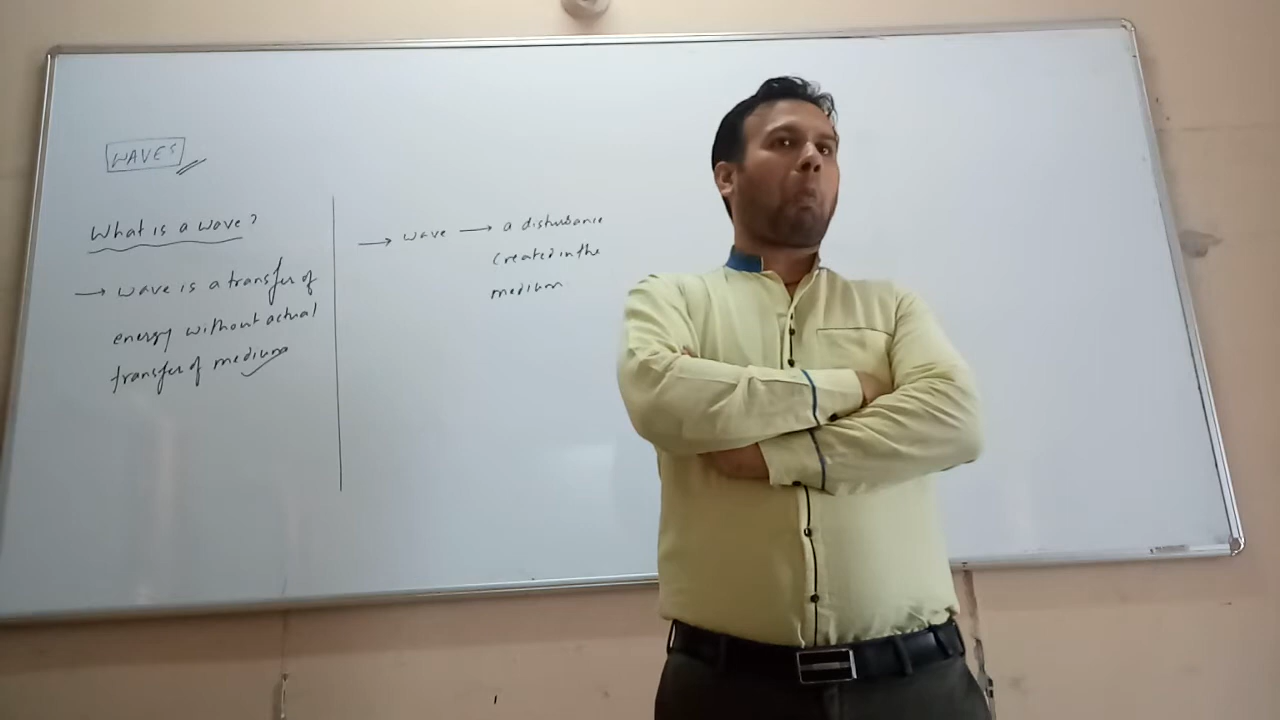 WAVES
What is a wave?
→ wave is a transfer of
energy without actual
transfer of medium
→ wave → a disturbance
created in the
medium